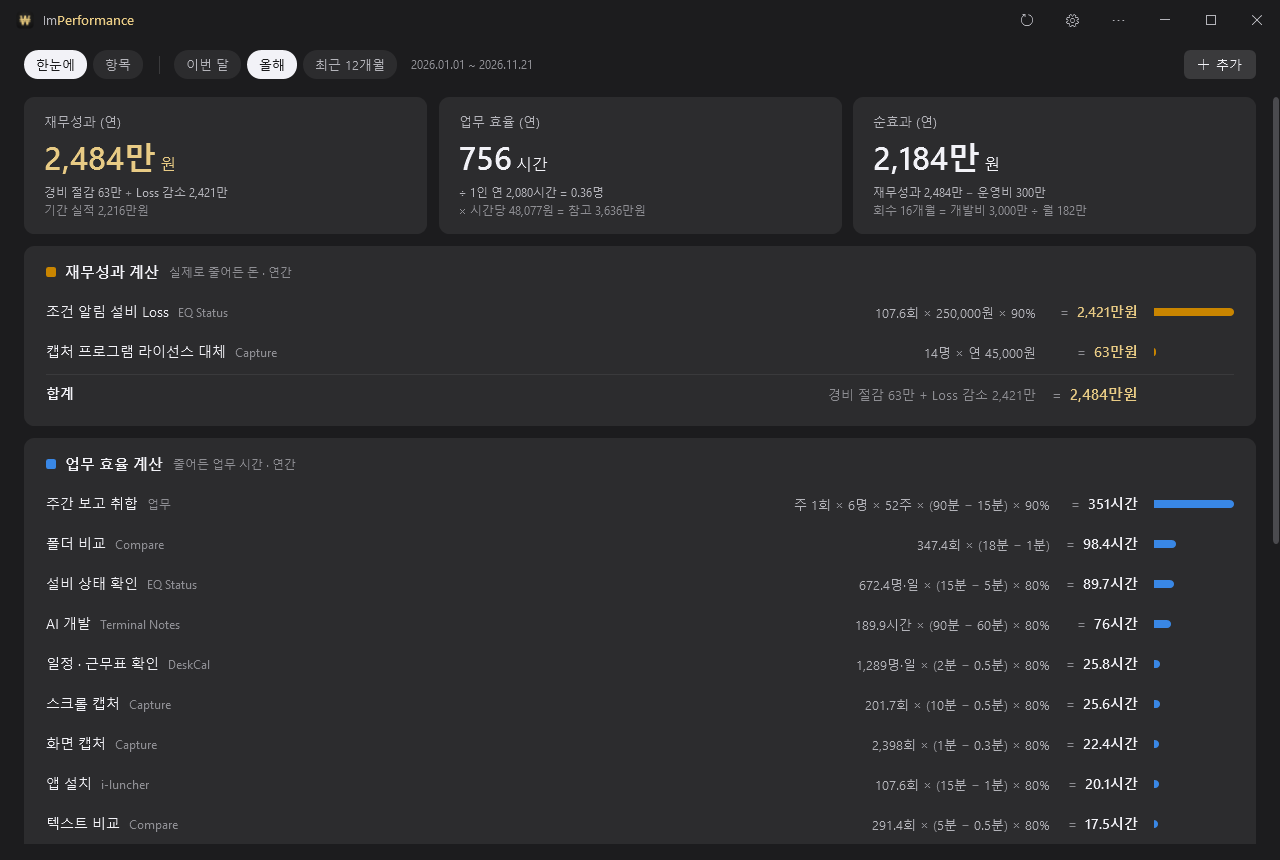 ₩ ImPerformance
한눈에 항목 이번 달 올해 최근 12개월 2026.01.01 ~ 2026.11.21 + 추가
재무성과 (연)
2,484만 원
경비 절감 63만 + Loss 감소 2,421만
기간 실적 2,216만원
업무 효율 (연)
756 시간
÷ 1인 연 2,080시간 = 0.36명
× 시간당 48,077원 = 참고 3,636만원
순효과 (연)
2,184만 원
재무성과 2,484만 − 운영비 300만
회수 16개월 = 개발비 3,000만 ÷ 월 182만
재무성과 계산 실제로 줄어든 돈 · 연간
조건 알림 설비 Loss EQ Status 107.6회 × 250,000원 × 90% = 2,421만원
캡처 프로그램 라이선스 대체 Capture 14명 × 연 45,000원 = 63만원
합계 경비 절감 63만 + Loss 감소 2,421만 = 2,484만원
업무 효율 계산 줄어든 업무 시간 · 연간
주간 보고 취합 업무 주 1회 × 6명 × 52주 × (90분 − 15분) × 90% = 351시간
폴더 비교 Compare 347.4회 × (18분 − 1분) = 98.4시간
설비 상태 확인 EQ Status 672.4명·일 × (15분 − 5분) × 80% = 89.7시간
AI 개발 Terminal Notes 189.9시간 × (90분 − 60분) × 80% = 76시간
일정 · 근무표 확인 DeskCal 1,289명·일 × (2분 − 0.5분) × 80% = 25.8시간
스크롤 캡처 Capture 201.7회 × (10분 − 0.5분) × 80% = 25.6시간
화면 캡처 Capture 2,398회 × (1분 − 0.3분) × 80% = 22.4시간
앱 설치 i-luncher 107.6회 × (15분 − 1분) × 80% = 20.1시간
텍스트 비교 Compare 291.4회 × (5분 − 0.5분) × 80% = 17.5시간